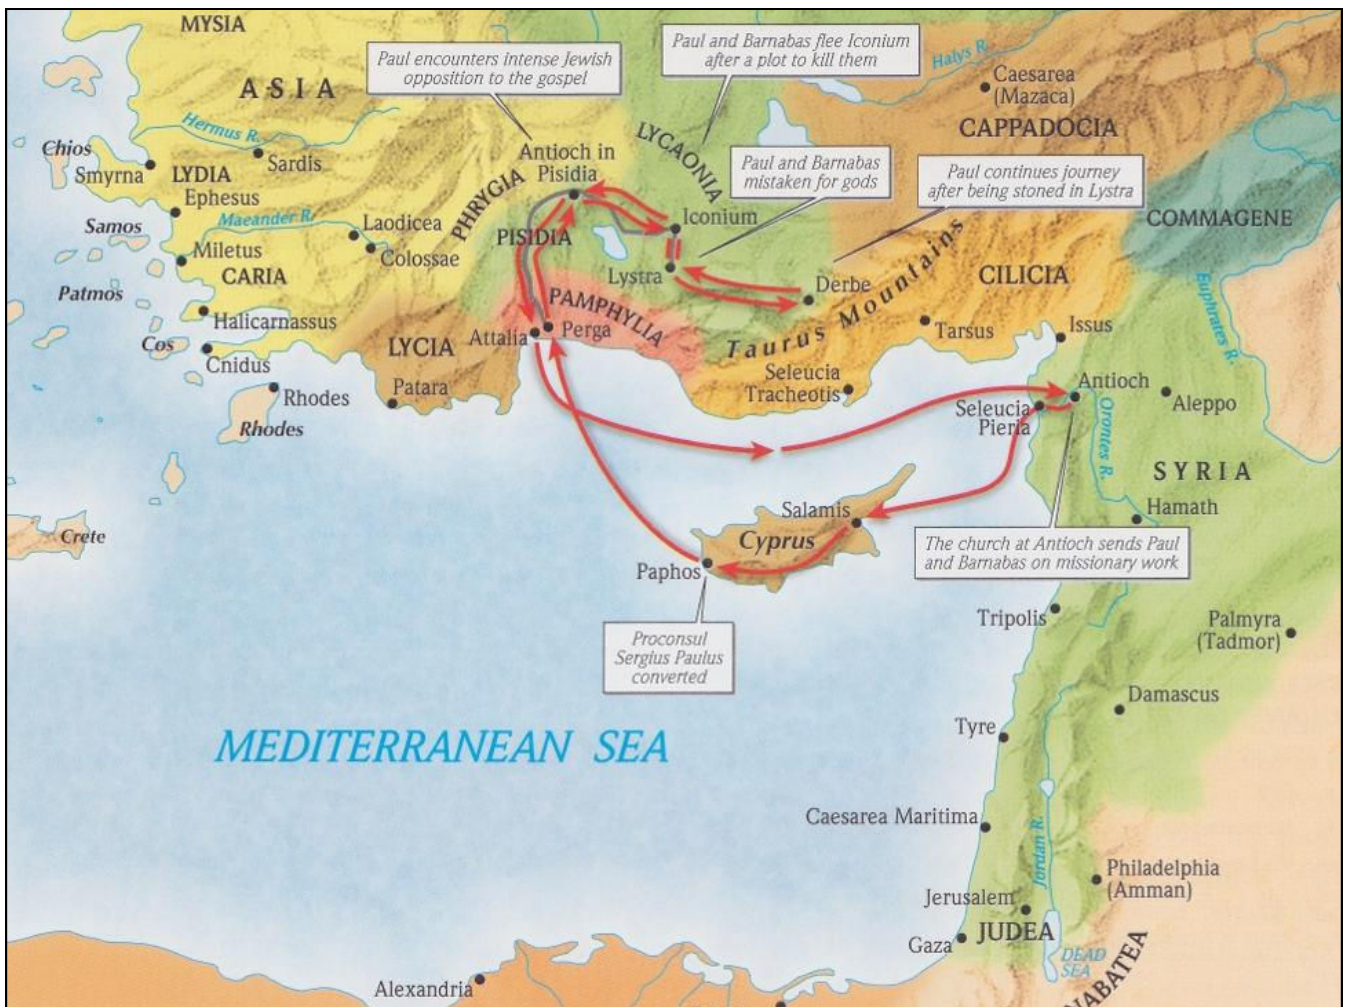 MYSIA
ASIA
Paul encounters intense Jewish
opposition to the gospel
Paul and Barnabas flee Iconium
after a plot to kill them
Halys R.
Caesarea
(Mazaca)
CAPPADOCIA
Hermus R.
Chios
Smyrna
LYDIA
Sardis
Ephesus
Antioch in
Pisidia
LYCAONIA
Paul and Barnabas
mistaken for gods
Paul continues journey
after being stoned in Lystra
COMMAGENE
PHRYGIA
Samos
Maeander R.
Laodicea
Colossae
Miletus
CARIA
PISIDIA
Iconium
Lystra
Derbe
Taurus Mountains
CILICIA
Euphrates R.
Patmos
Halicarnassus
Cos
Cnidus
Rhodes
Rhodes
LYCIA
Patara
Attalia
Perga
PAMPHYLIA
Seleucia
Tracheotis
Tarsus
Issus
Antioch
Seleucia
Pieria
Aleppo
Orontes R.
SYRIA
Hamath
Crete
Salamis
Cyprus
Paphos
The church at Antioch sends Paul
and Barnabas on missionary work
Proconsul
Sergius Paulus
converted
Tripolis
Palmyra
(Tadmor)
Damascus
MEDITERRANEAN SEA
Tyre
Caesarea Maritima
Jordan R.
Philadelphia
(Amman)
Jerusalem
JUDEA
Gaza
DEAD
SEA
NABATEA
Alexandria